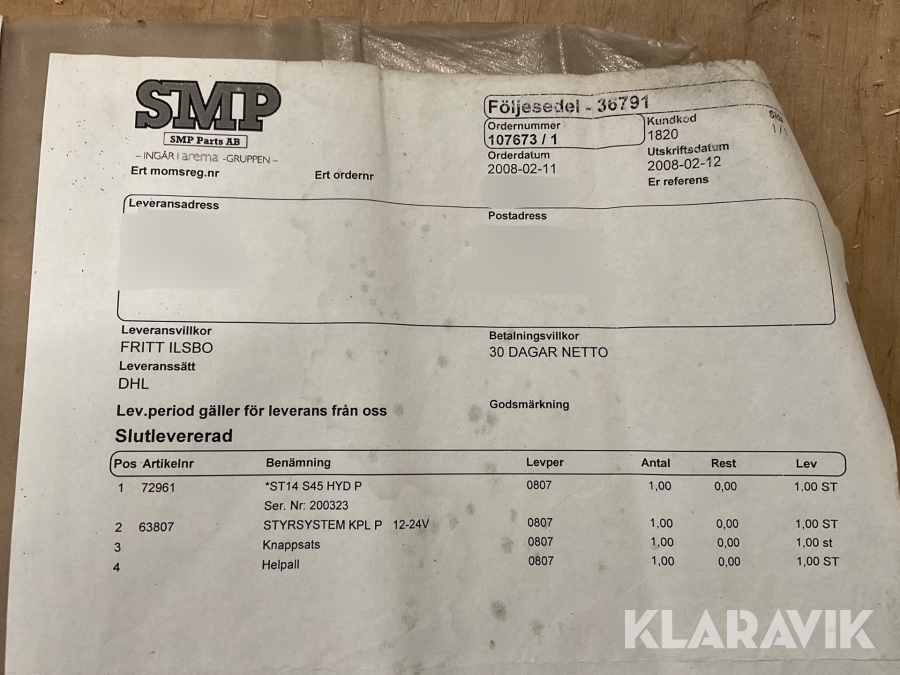 SMP
SMP Parts AB
- INGÅR I arema -GRUPPEN -
Ert momsreg.nr
Ert ordernr
Följesedel - 36791
Ordernummer
107673 / 1
Orderdatum
2008-02-11
Sida
1 / 1
Kundkod
1820
Utskriftsdatum
2008-02-12
Er referens
Leveransadress
Postadress
Leveransvillkor
FRITT ILSBO
Leveranssätt
DHL
Betalningsvillkor
30 DAGAR NETTO
Lev.period gäller för leverans från oss
Godsmärkning
Slutlevererad
Pos Artikelnr Benämning Levper Antal Rest Lev
1 72961 *ST14 S45 HYD P 0807 1,00 0,00 1,00 ST
Ser. Nr: 200323
2 63807 STYRSYSTEM KPL P 12-24V 0807 1,00 0,00 1,00 ST
3 Knappsats 0807 1,00 0,00 1,00 st
4 Helpall 0807 1,00 0,00 1,00 ST
KLARAVIK